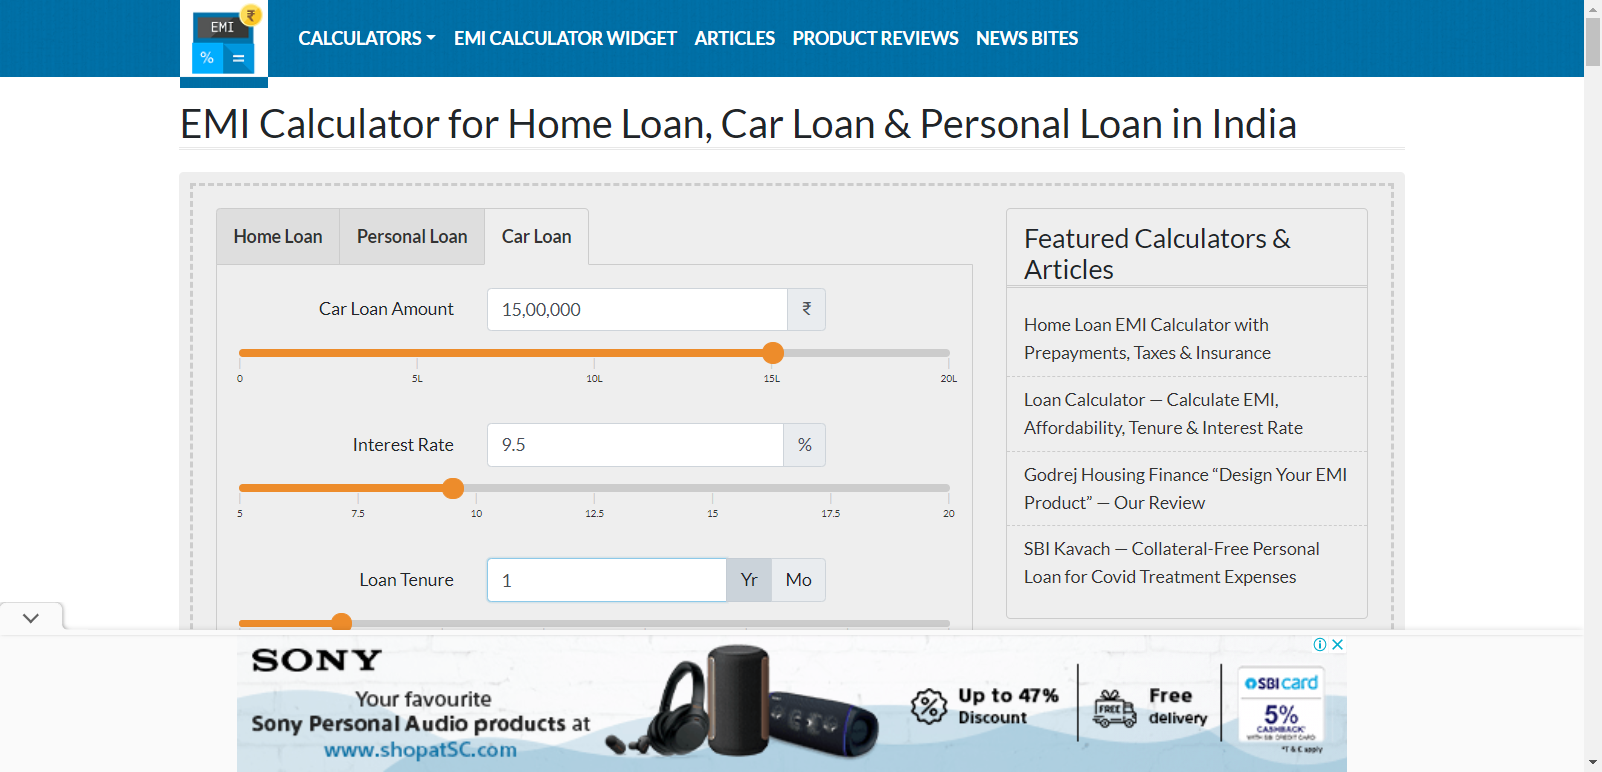 EMI ₹
% =
CALCULATORS EMI CALCULATOR WIDGET ARTICLES PRODUCT REVIEWS NEWS BITES
EMI Calculator for Home Loan, Car Loan & Personal Loan in India
Home Loan Personal Loan Car Loan
Car Loan Amount 15,00,000 ₹
0 5L 10L 15L 20L
Interest Rate 9.5 %
5 7.5 10 12.5 15 17.5 20
Loan Tenure 1 Yr Mo
Featured Calculators &
Articles
Home Loan EMI Calculator with
Prepayments, Taxes & Insurance
Loan Calculator — Calculate EMI,
Affordability, Tenure & Interest Rate
Godrej Housing Finance “Design Your EMI
Product” — Our Review
SBI Kavach — Collateral-Free Personal
Loan for Covid Treatment Expenses
SONY
Your favourite
Sony Personal Audio products at
www.shopatSC.com
%
Up to 47%
Discount
FREE
Free
delivery
SBI card
5%
CASHBACK*
WITH SBI CREDIT CARD
*T & C apply